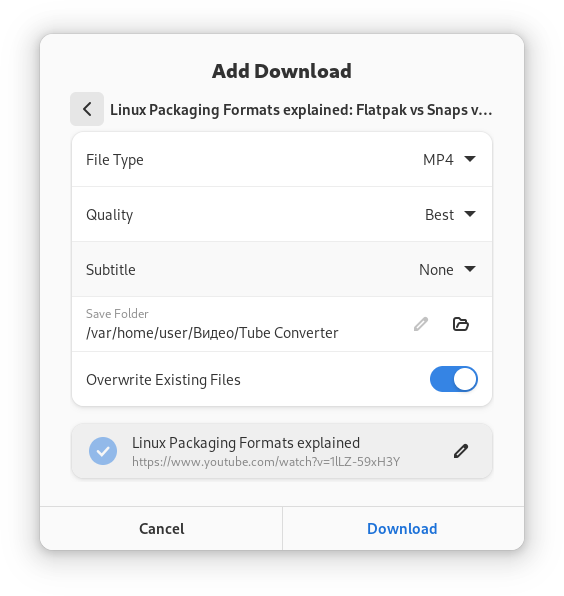 Add Download
Linux Packaging Formats explained: Flatpak vs Snaps v...
File Type
MP4
Quality
Best
Subtitle
None
Save Folder
/var/home/user/Видео/Tube Converter
Overwrite Existing Files
Linux Packaging Formats explained
https://www.youtube.com/watch?v=1lLZ-59xH3Y
Cancel
Download